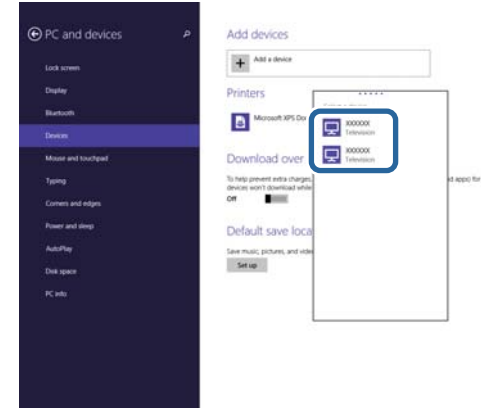 PC and devices
Lock screen
Display
Bluetooth
Devices
Mouse and touchpad
Typing
Corners and edges
Power and sleep
AutoPlay
Disk space
PC info
Add devices
Add a device
Printers
Microsoft XPS Do
Download over
To help prevent extra charges,
d apps) for
devices won't download while
Off
Default save loca
Save music, pictures, and vide
Set up
XXXXXX
Television
XXXXXX
Television